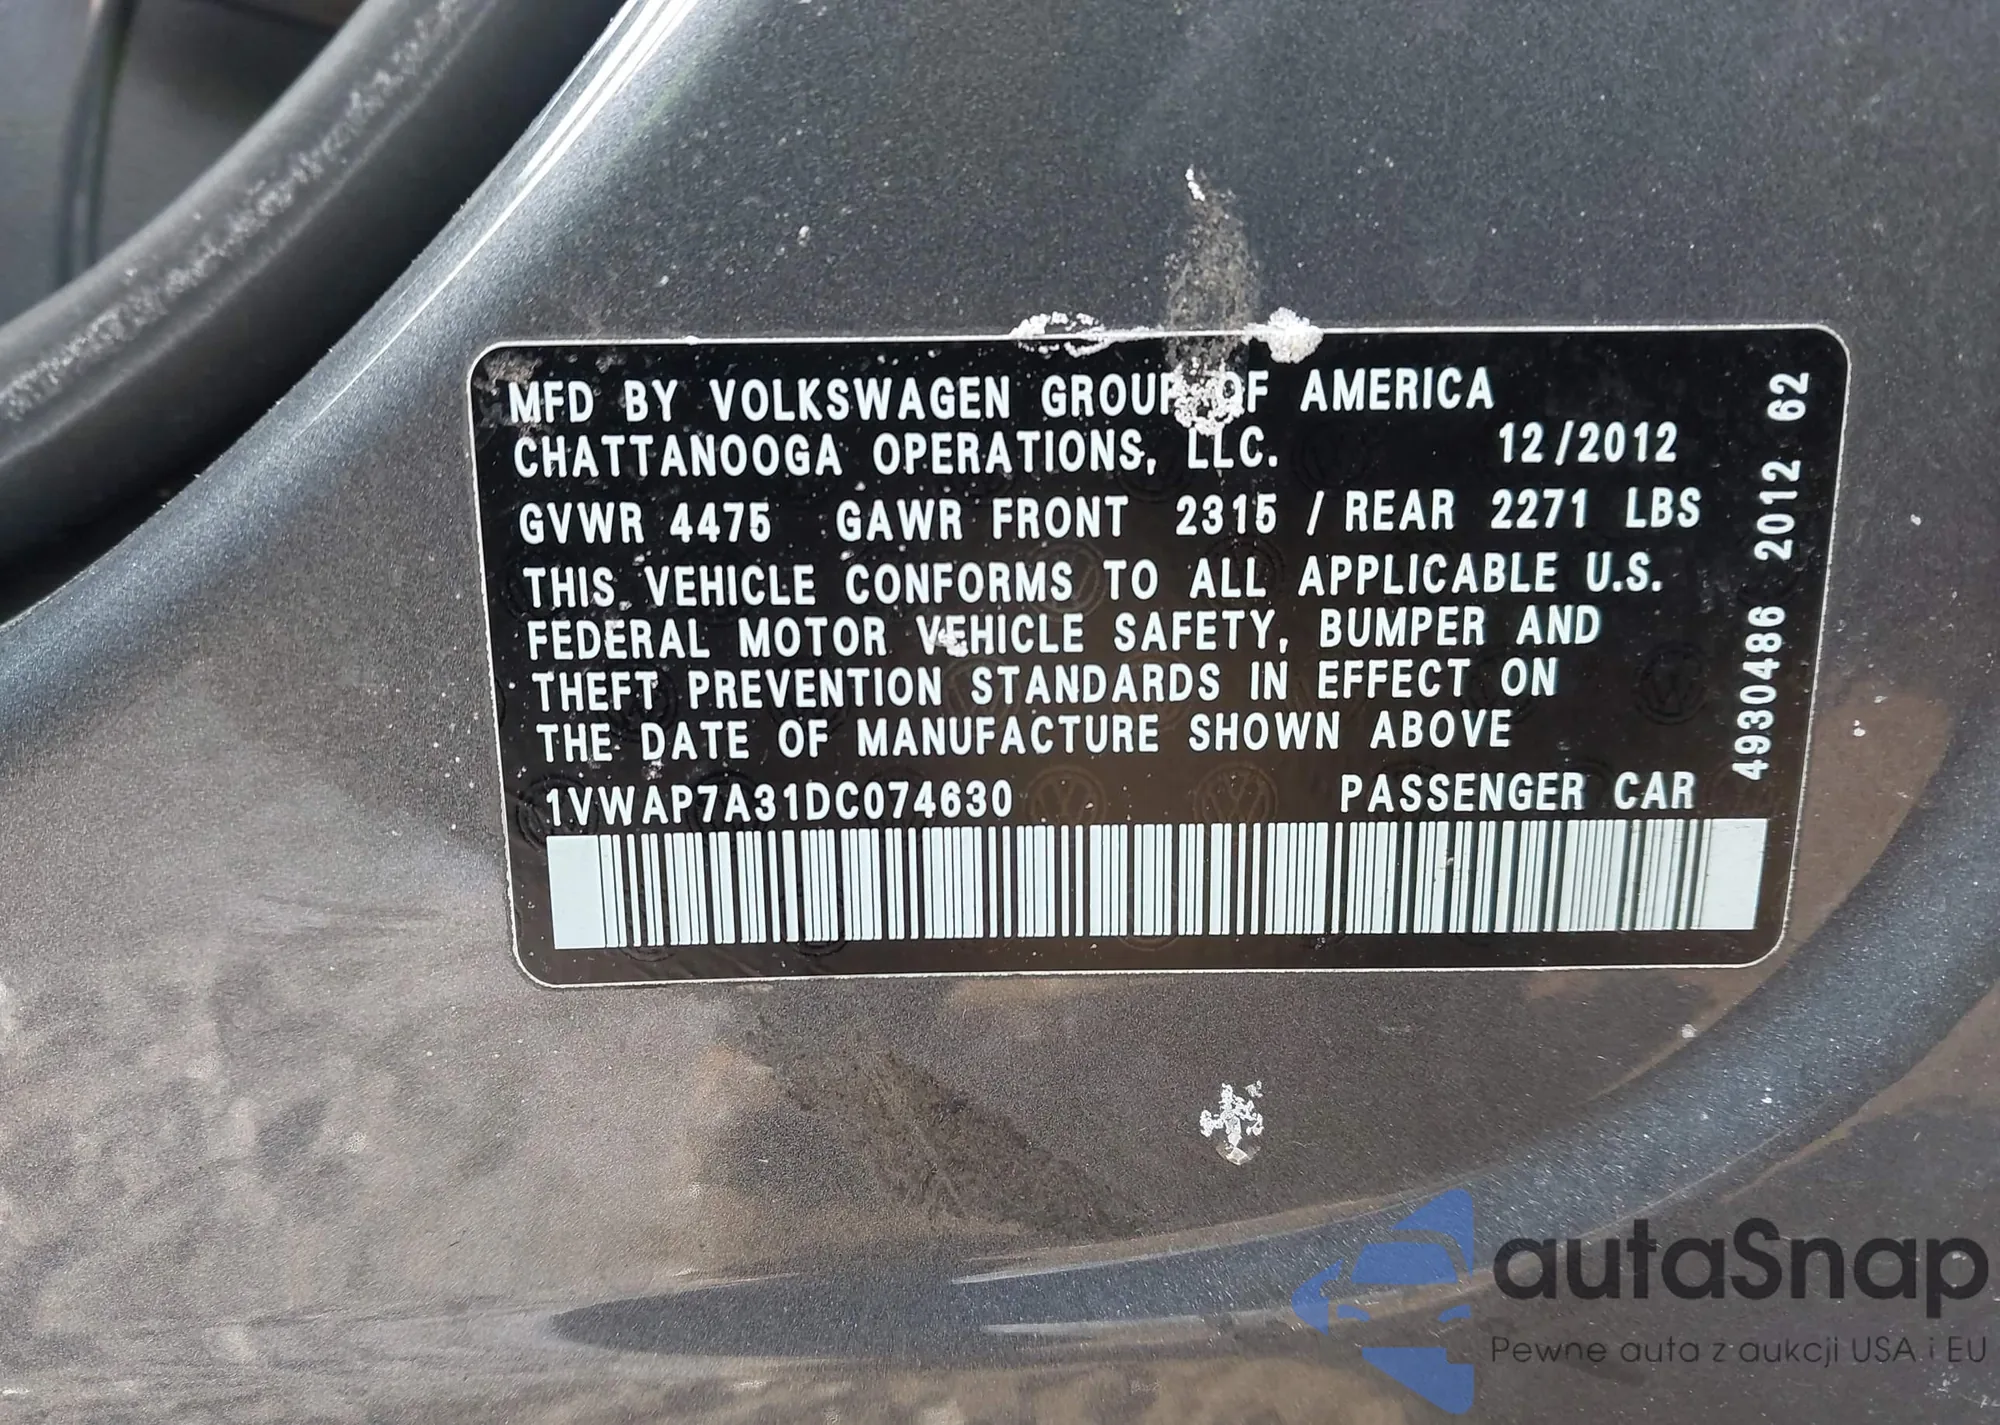 MFD BY VOLKSWAGEN GROUP OF AMERICA
CHATTANOOGA OPERATIONS, LLC. 12/2012
GVWR 4475 GAWR FRONT 2315 / REAR 2271 LBS
THIS VEHICLE CONFORMS TO ALL APPLICABLE U.S.
FEDERAL MOTOR VEHICLE SAFETY, BUMPER AND
THEFT PREVENTION STANDARDS IN EFFECT ON
THE DATE OF MANUFACTURE SHOWN ABOVE
1VWAP7A31DC074630 PASSENGER CAR
4930486 2012 62
autaSnap
Pewne auta z aukcji USA i EU